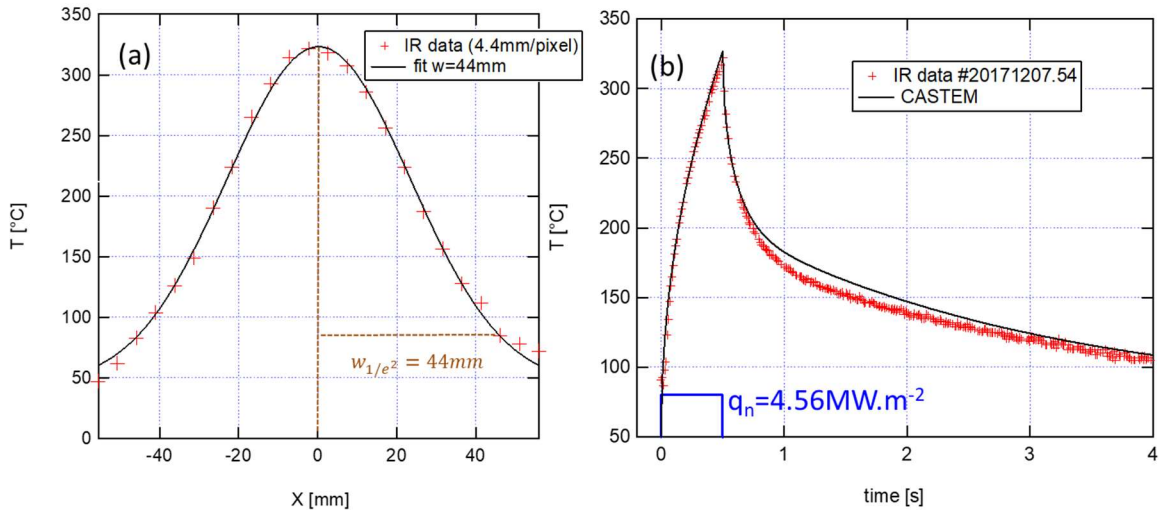 (a)
IR data (4.4mm/pixel)
fit w=44mm
350
300
250
200
150
100
50
0
T [°C]
w1/e² = 44mm
-40
-20
0
20
40
X [mm]
(b)
IR data #20171207.54
CASTEM
350
300
250
200
150
100
50
T [°C]
qn=4.56MW.m-2
0
1
2
3
4
time [s]